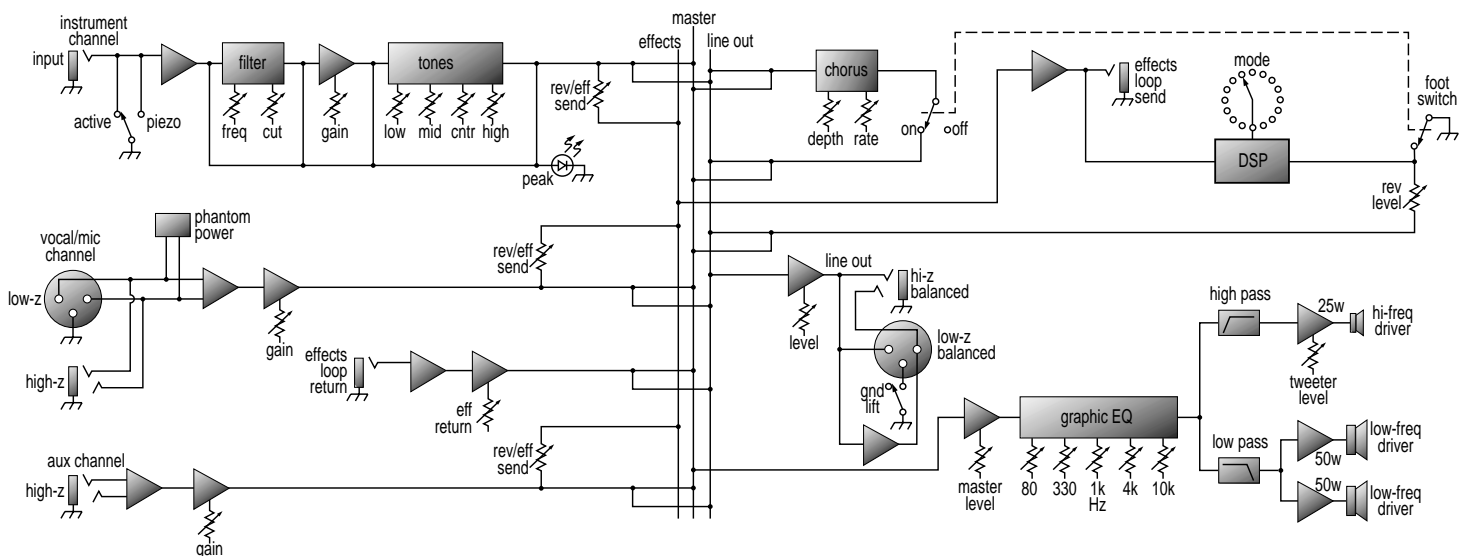 instrument
channel
input
active
piezo
filter
freq
cut
gain
tones
low
mid
cntr
high
peak
rev/eff
send
effects
master
line out
chorus
depth
rate
on
off
effects
loop
send
mode
DSP
foot
switch
rev
level
vocal/mic
channel
phantom
power
low-z
high-z
gain
rev/eff
send
effects
loop
return
eff
return
aux channel
high-z
gain
rev/eff
send
line out
level
hi-z
balanced
low-z
balanced
gnd
lift
master
level
graphic EQ
80
330
1k
Hz
4k
10k
high pass
25w
hi-freq
driver
tweeter
level
low pass
50w
low-freq
driver
50w
low-freq
driver